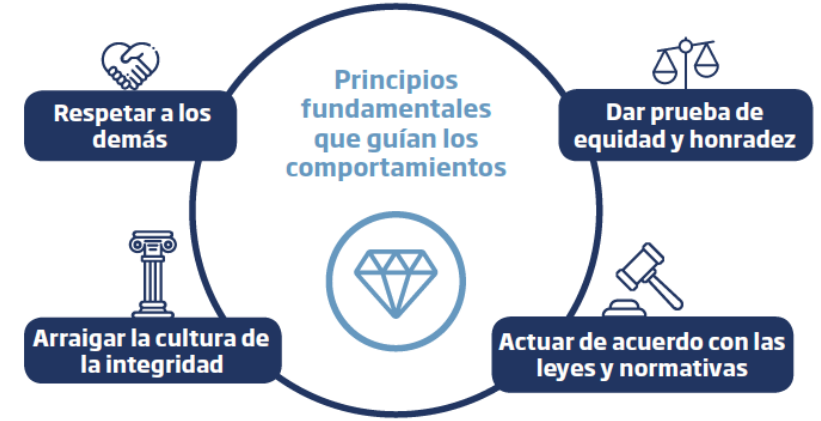 Principios
fundamentales
que guían los
comportamientos
Respetar a los
demás
Dar prueba de
equidad y honradez
Arraigar la cultura de
la integridad
Actuar de acuerdo con las
leyes y normativas